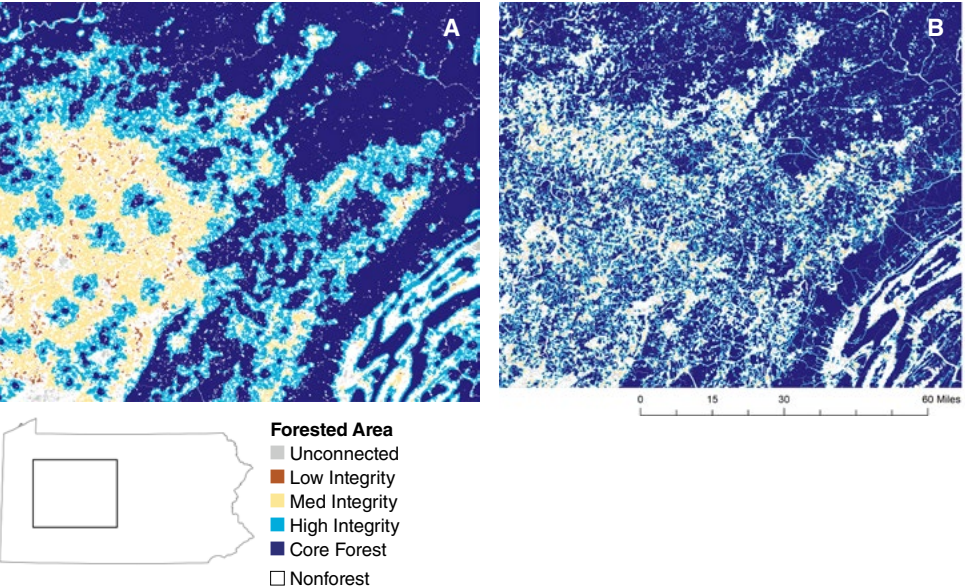 A
B
0 15 30 60 Miles
Forested Area
Unconnected
Low Integrity
Med Integrity
High Integrity
Core Forest
Nonforest